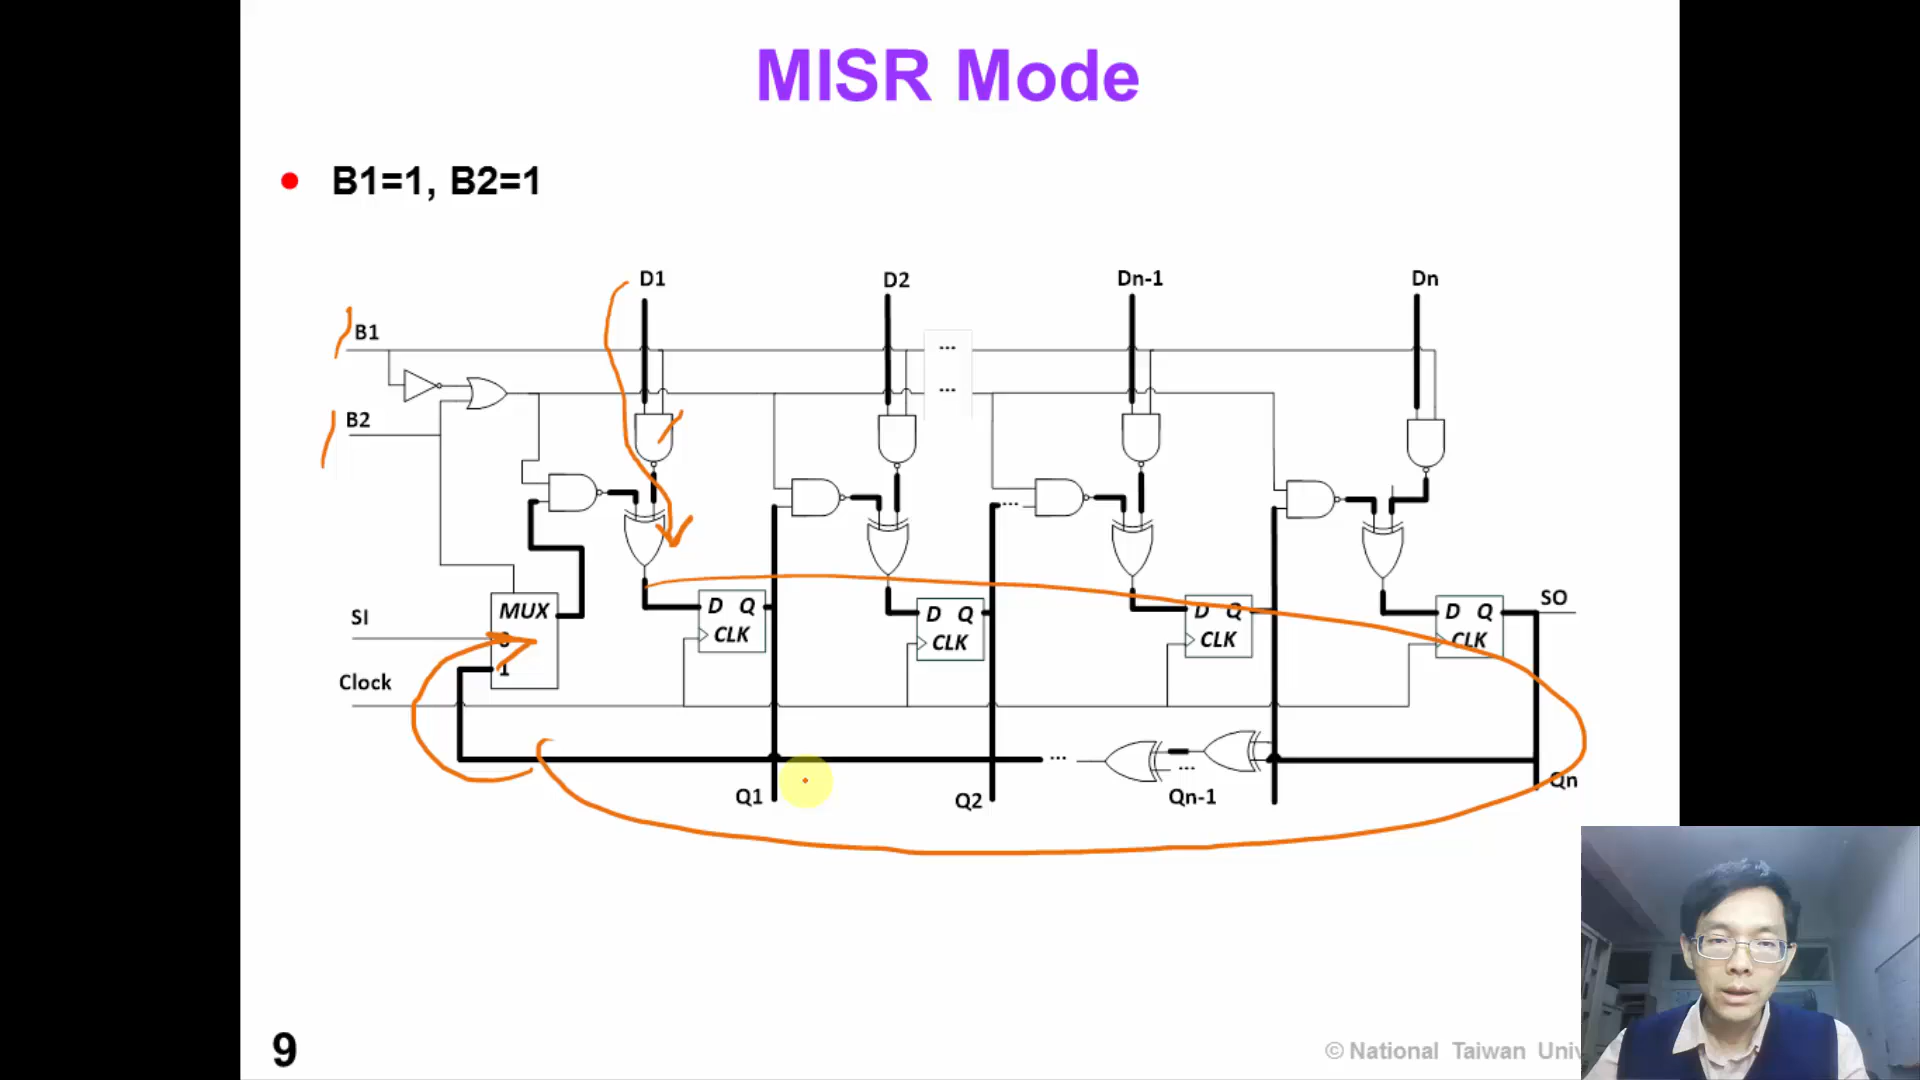 MISR Mode
• B1=1, B2=1
D1 D2 Dn-1 Dn
B1
...
...
B2
...
MUX D Q D Q D Q D Q SO
SI 0 CLK CLK CLK CLK
1
Clock
... ...
Q1 Q2 Qn-1 Qn
9 © National Taiwan